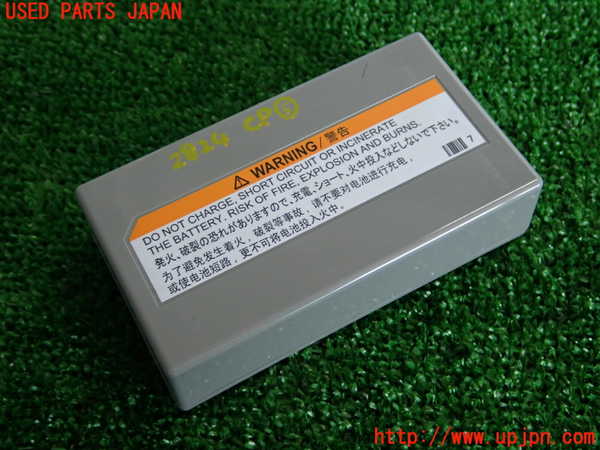 USED PARTS JAPAN
2814 CP⑤
WARNING/警告
DO NOT CHARGE, SHORT CIRCUIT OR INCINERATE
THE BATTERY. RISK OF FIRE, EXPLOSION AND BURNS.
発火、破裂の恐れがありますので、充電、ショート、火中投入などしないで下さい。
为了避免发生着火，破裂等事故，请不要对电池进行充电，
或使电池短路，更不可将电池投入火中。
7
http://www.upjpn.com/